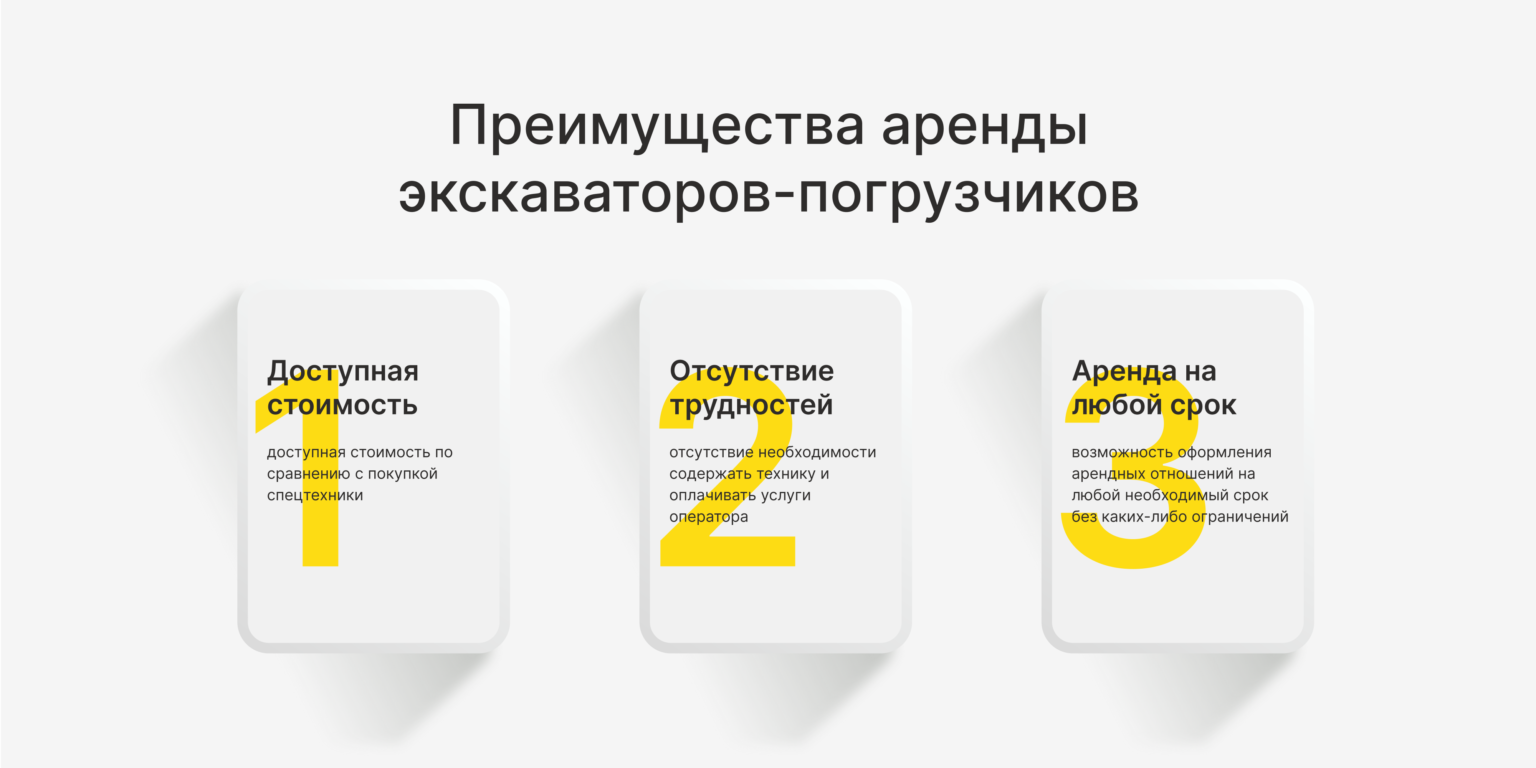 Преимущества аренды
экскаваторов-погрузчиков
1
Доступная
стоимость
доступная стоимость по
сравнению с покупкой
спецтехники
2
Отсутствие
трудностей
отсутствие необходимости
содержать технику и
оплачивать услуги
оператора
3
Аренда на
любой срок
возможность оформления
арендных отношений на
любой необходимый срок
без каких-либо ограничений